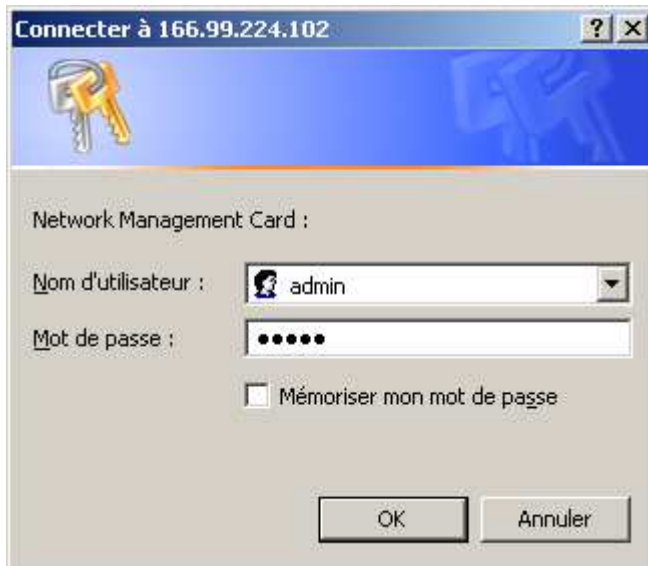 Connecter à 166.99.224.102
Network Management Card :
Nom d'utilisateur : admin
Mot de passe : •••••
Mémoriser mon mot de passe
OK Annuler